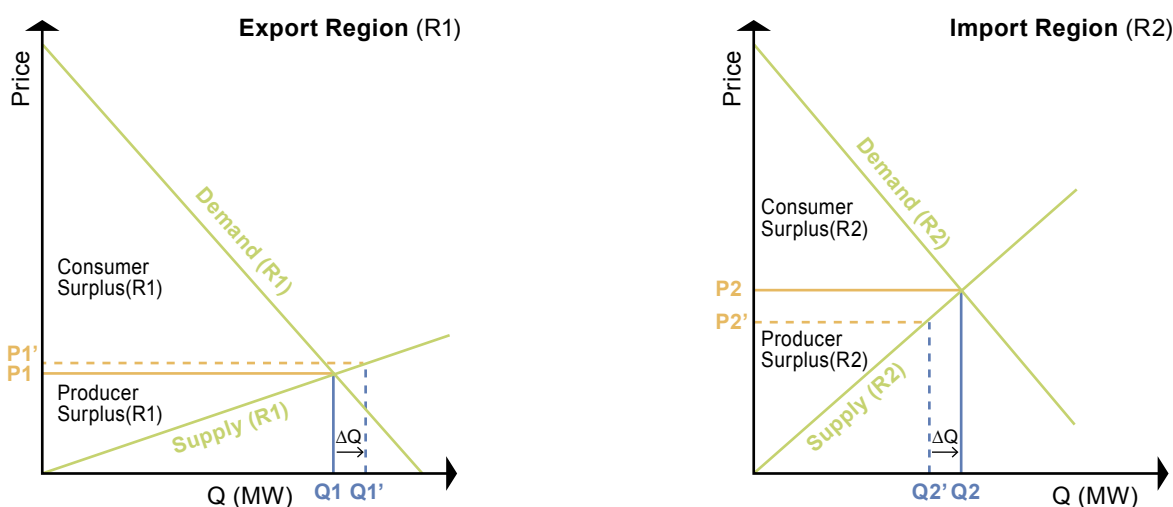 Export Region (R1)
Price
Demand (R1)
Consumer
Surplus(R1)
P1’
P1
Producer
Surplus(R1)
Supply (R1)
ΔQ
Q (MW)
Q1
Q1’
Import Region (R2)
Price
Demand (R2)
Consumer
Surplus(R2)
P2
P2’
Producer
Surplus(R2)
Supply (R2)
ΔQ
Q2’
Q2
Q (MW)